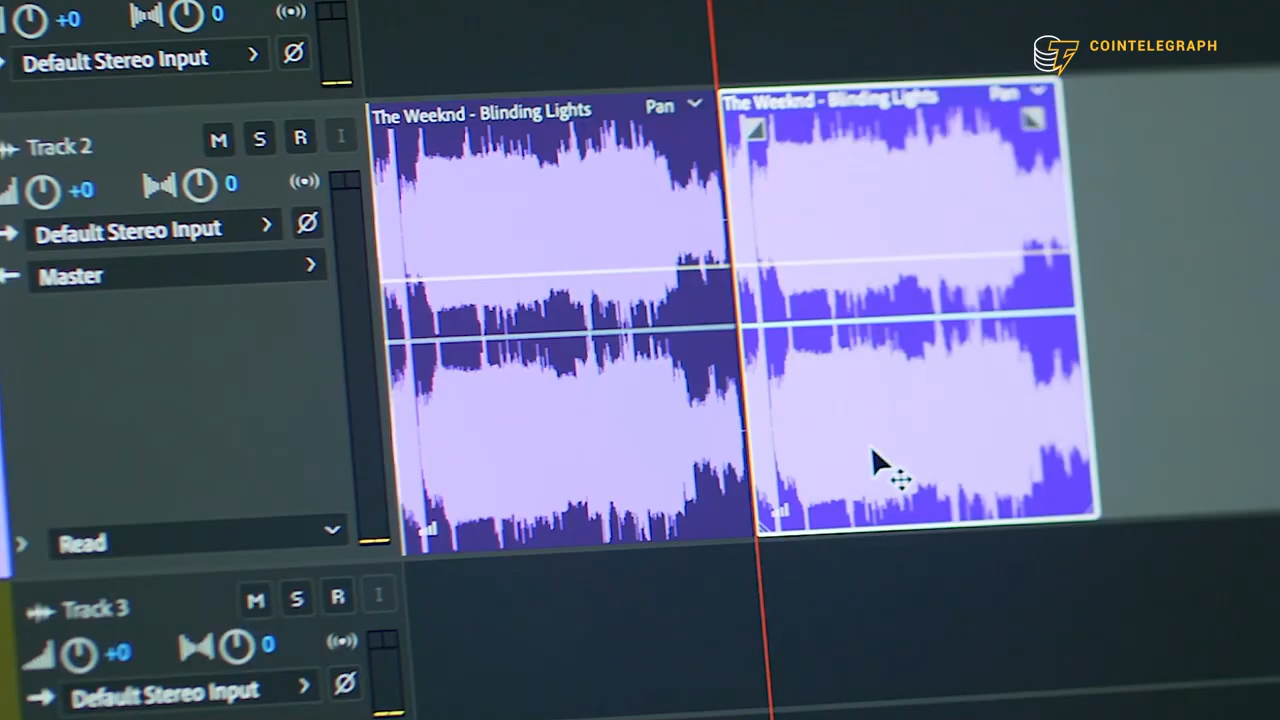 +0 0
Default Stereo Input
COINTELEGRAPH
The Weeknd - Blinding Lights Pan
The Weeknd - Blinding Lights Pan
Track 2 M S R I
+0 0
Default Stereo Input
Master
Read
Track 3 M S R I
+0 0
Default Stereo Input